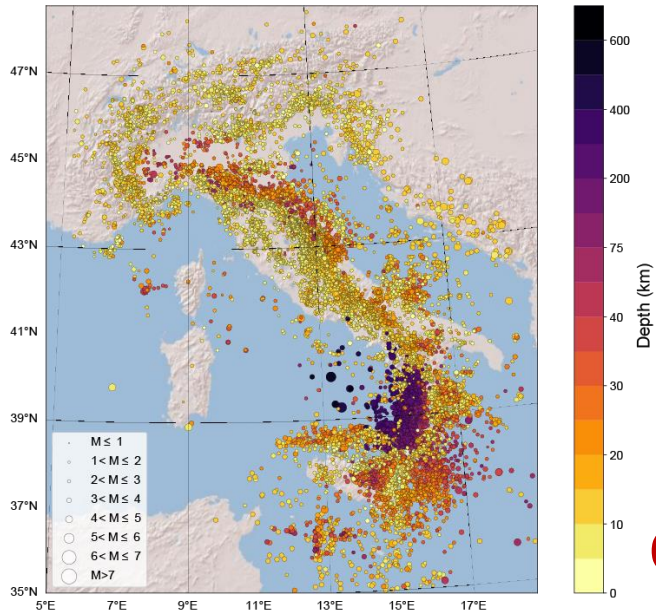 47°N
45°N
43°N
41°N
39°N
37°N
35°N
5°E
7°E
9°E
11°E
13°E
15°E
17°E
M ≤ 1
1 < M ≤ 2
2 < M ≤ 3
3 < M ≤ 4
4 < M ≤ 5
5 < M ≤ 6
6 < M ≤ 7
M>7
600
400
200
75
40
30
20
10
0
Depth (km)